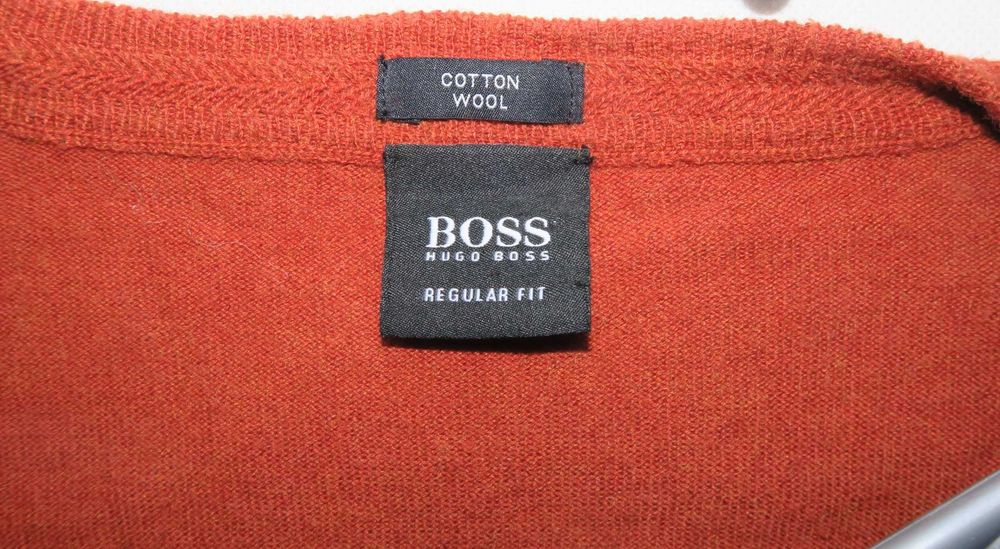 COTTON
WOOL
BOSS
HUGO BOSS
REGULAR FIT